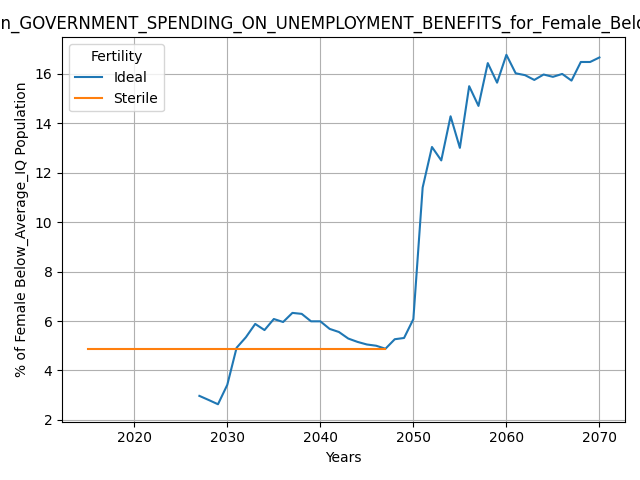 n_GOVERNMENT_SPENDING_ON_UNEMPLOYMENT_BENEFITS_for_Female_Belo
Fertility
Ideal
Sterile
% of Female Below_Average_IQ Population
16
14
12
10
8
6
4
2
2020 2030 2040 2050 2060 2070
Years